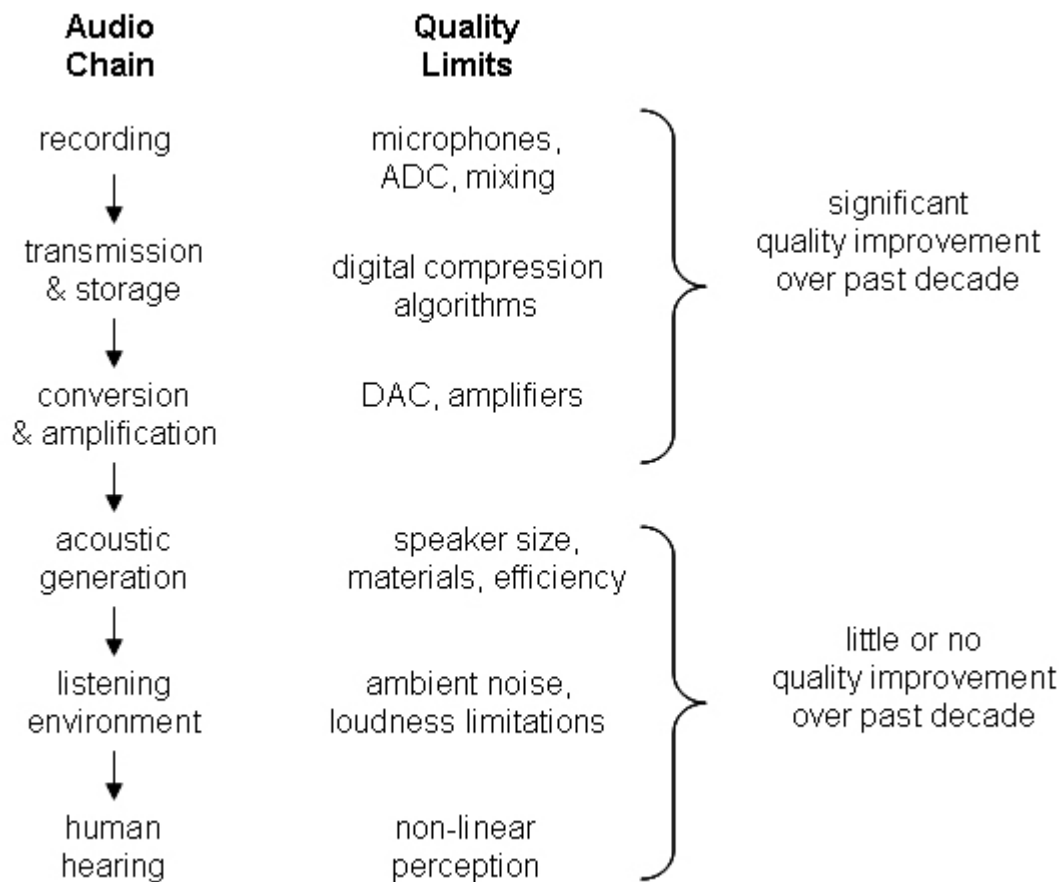 Audio
Chain
Quality
Limits
recording
microphones,
ADC, mixing
transmission
& storage
digital compression
algorithms
conversion
& amplification
DAC, amplifiers
significant
quality improvement
over past decade
acoustic
generation
speaker size,
materials, efficiency
listening
environment
ambient noise,
loudness limitations
human
hearing
non-linear
perception
little or no
quality improvement
over past decade